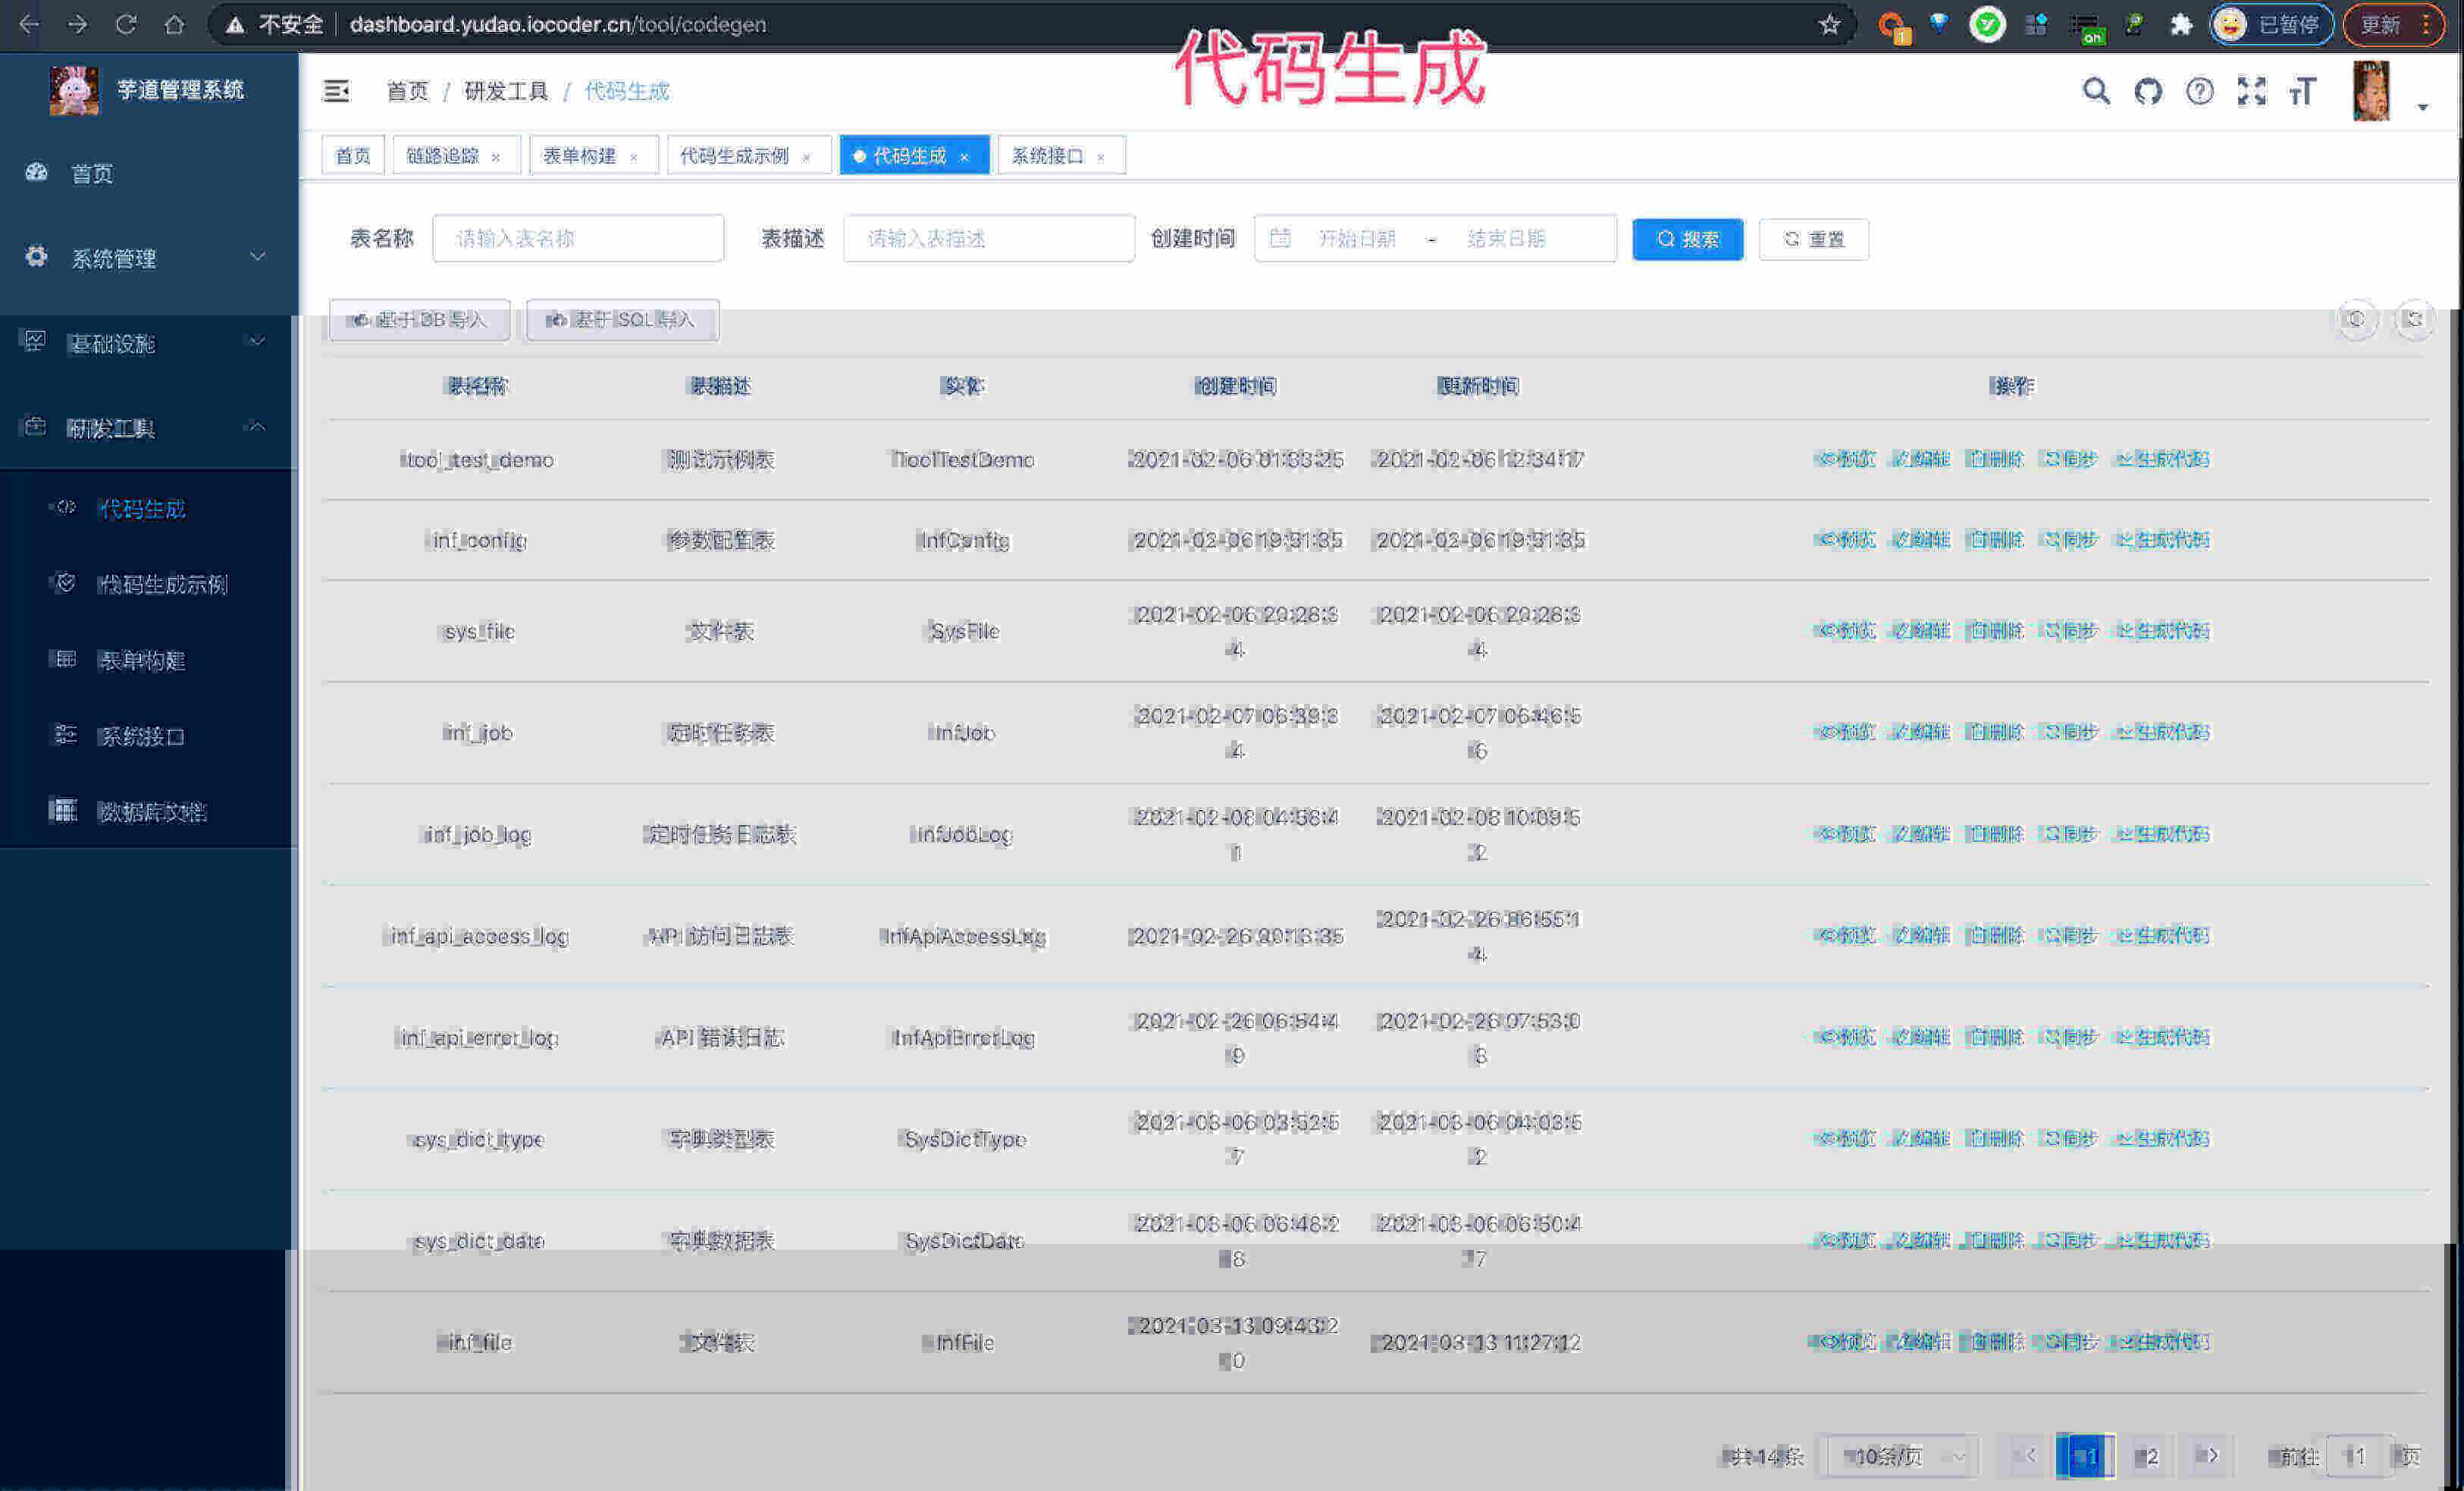 不安全 dashboard.yudao.iocoder.cn/tool/codegen 已暂停 更新
代码生成
芋道管理系统
首页
系统管理
基础设施
研发工具
代码生成
代码生成示例
表单构建
系统接口
数据库文档
首页 / 研发工具 / 代码生成
首页 链路追踪 × 表单构建 × 代码生成示例 × 代码生成 × 系统接口 ×
表名称 请输入表名称 表描述 请输入表描述 创建时间 开始日期 - 结束日期 搜索 重置
基于 DB 导入 基于 SQL 导入
表名称 表描述 实体 创建时间 更新时间 操作
tool_test_demo 测试示例表 ToolTestDemo 2021-02-06 01:33:25 2021-02-06 12:34:17 预览 编辑 删除 同步 生成代码
inf_config 参数配置表 InfConfig 2021-02-06 19:51:35 2021-02-06 19:51:35 预览 编辑 删除 同步 生成代码
sys_file 文件表 SysFile 2021-02-06 20:28:34 2021-02-06 20:28:34 预览 编辑 删除 同步 生成代码
inf_job 定时任务表 InfJob 2021-02-07 06:39:34 2021-02-07 06:46:56 预览 编辑 删除 同步 生成代码
inf_job_log 定时任务日志表 InfJobLog 2021-02-08 04:58:41 2021-02-08 10:09:52 预览 编辑 删除 同步 生成代码
inf_api_access_log API 访问日志表 InfApiAccessLog 2021-02-26 预览 编辑 删除 同步 生成代码
inf_api_error_log API 错误日志 InfApiErrorLog 2021-02-26 06:54:49 2021-02-26 07:53:03 预览 编辑 删除 同步 生成代码
sys_dict_type 字典类型表 SysDictType 2021-03-06 03:52:57 2021-03-06 04:03:52 预览 编辑 删除 同步 生成代码
sys_dict_data 字典数据表 SysDictData 2021-03-06 06:48:28 2021-03-06 06:50:47 预览 编辑 删除 同步 生成代码
inf_file 文件表 InfFile 2021-03-13 09:43:20 2021-03-13 11:27:12 预览 编辑 删除 同步 生成代码
共 14 条 10条/页 1 2 前往 1 页